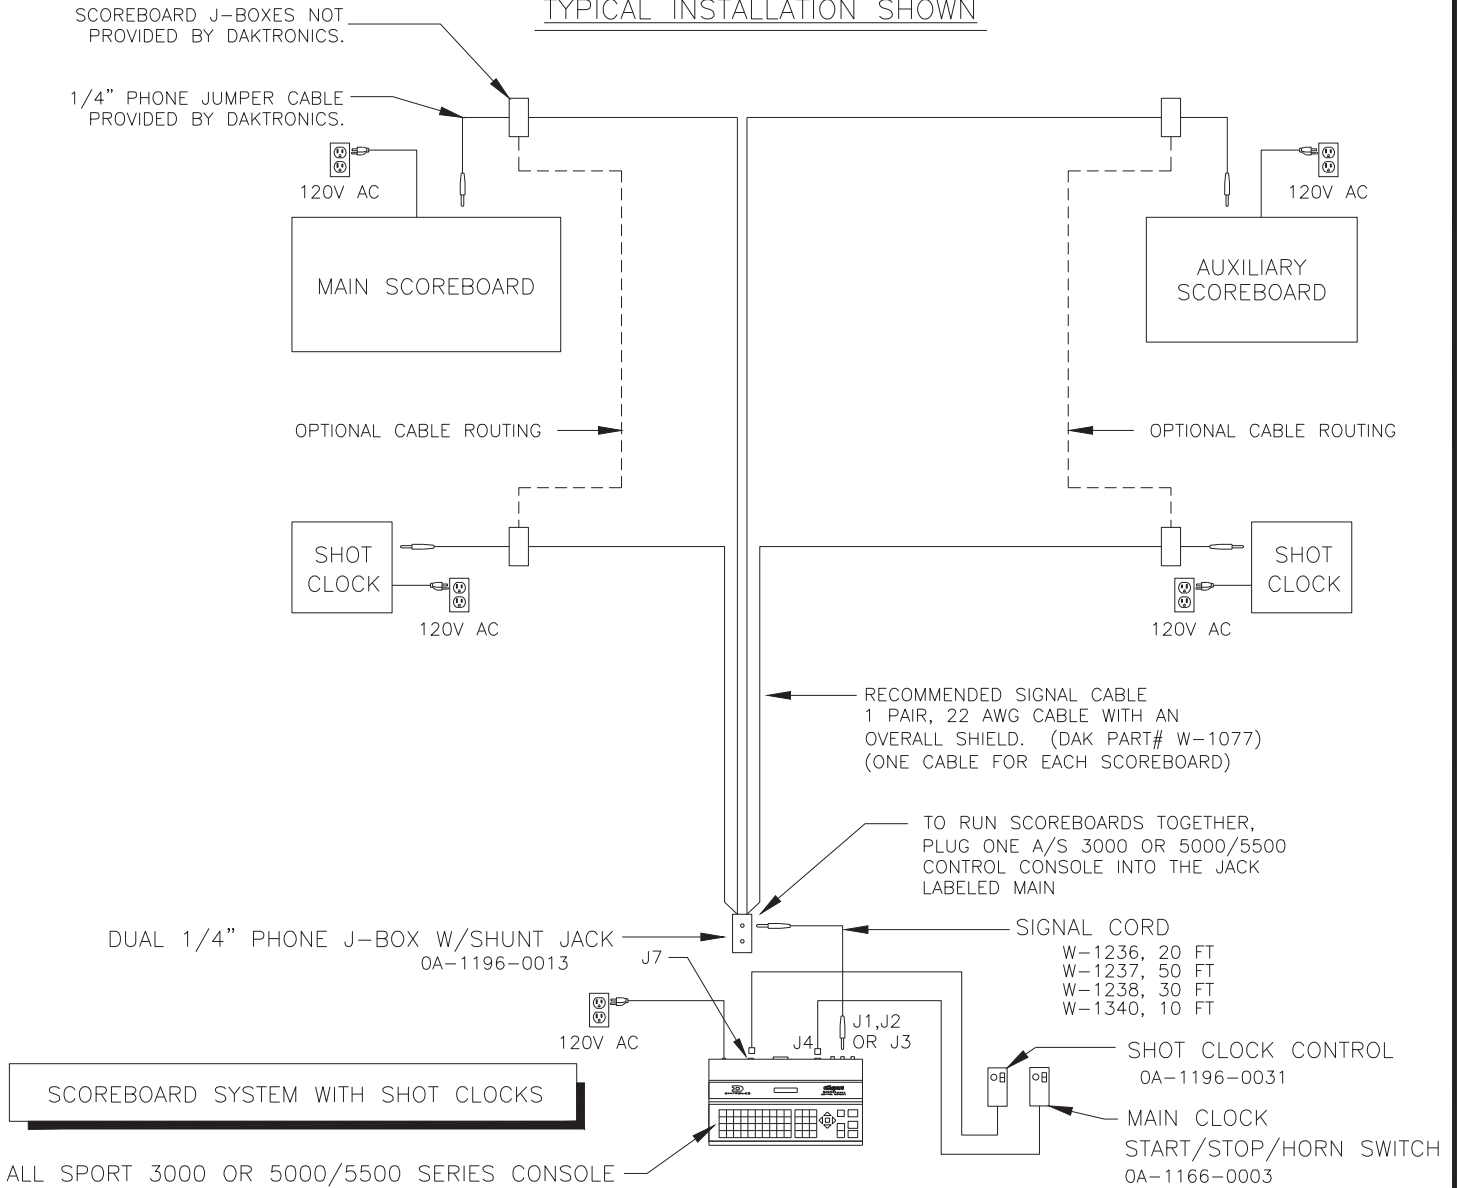 TYPICAL INSTALLATION SHOWN
SCOREBOARD J-BOXES NOT
PROVIDED BY DAKTRONICS.
1/4" PHONE JUMPER CABLE
PROVIDED BY DAKTRONICS.
120V AC
120V AC
MAIN SCOREBOARD
AUXILIARY
SCOREBOARD
OPTIONAL CABLE ROUTING
OPTIONAL CABLE ROUTING
SHOT
CLOCK
120V AC
SHOT
CLOCK
120V AC
RECOMMENDED SIGNAL CABLE
1 PAIR, 22 AWG CABLE WITH AN
OVERALL SHIELD. (DAK PART# W-1077)
(ONE CABLE FOR EACH SCOREBOARD)
TO RUN SCOREBOARDS TOGETHER,
PLUG ONE A/S 3000 OR 5000/5500
CONTROL CONSOLE INTO THE JACK
LABELED MAIN
DUAL 1/4" PHONE J-BOX W/SHUNT JACK
0A-1196-0013
J7
SIGNAL CORD
W-1236, 20 FT
W-1237, 50 FT
W-1238, 30 FT
W-1340, 10 FT
120V AC
J4
J1,J2
OR J3
SHOT CLOCK CONTROL
0A-1196-0031
MAIN CLOCK
START/STOP/HORN SWITCH
0A-1166-0003
SCOREBOARD SYSTEM WITH SHOT CLOCKS
ALL SPORT 3000 OR 5000/5500 SERIES CONSOLE